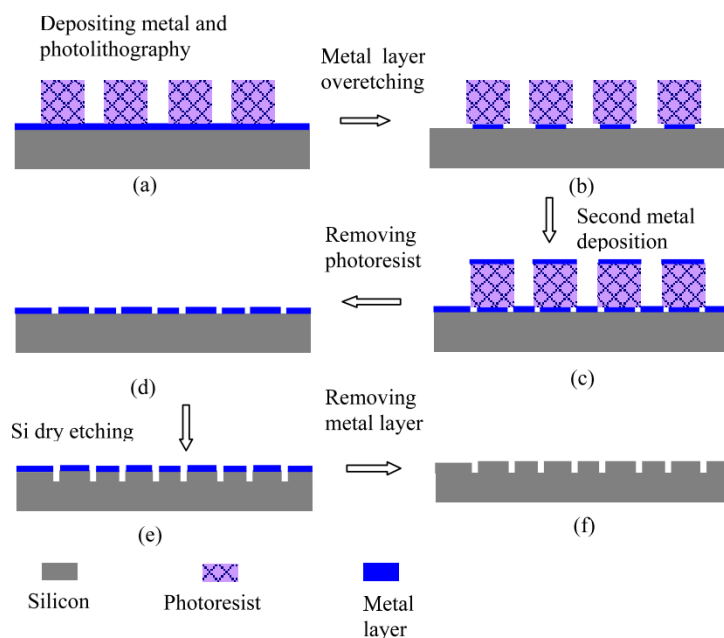 Depositing metal and
photolithography
Metal layer
overetching
(a)
(b)
Second metal
deposition
Removing
photoresist
(c)
(d)
Si dry etching
Removing
metal layer
(e)
(f)
Silicon
Photoresist
Metal
layer